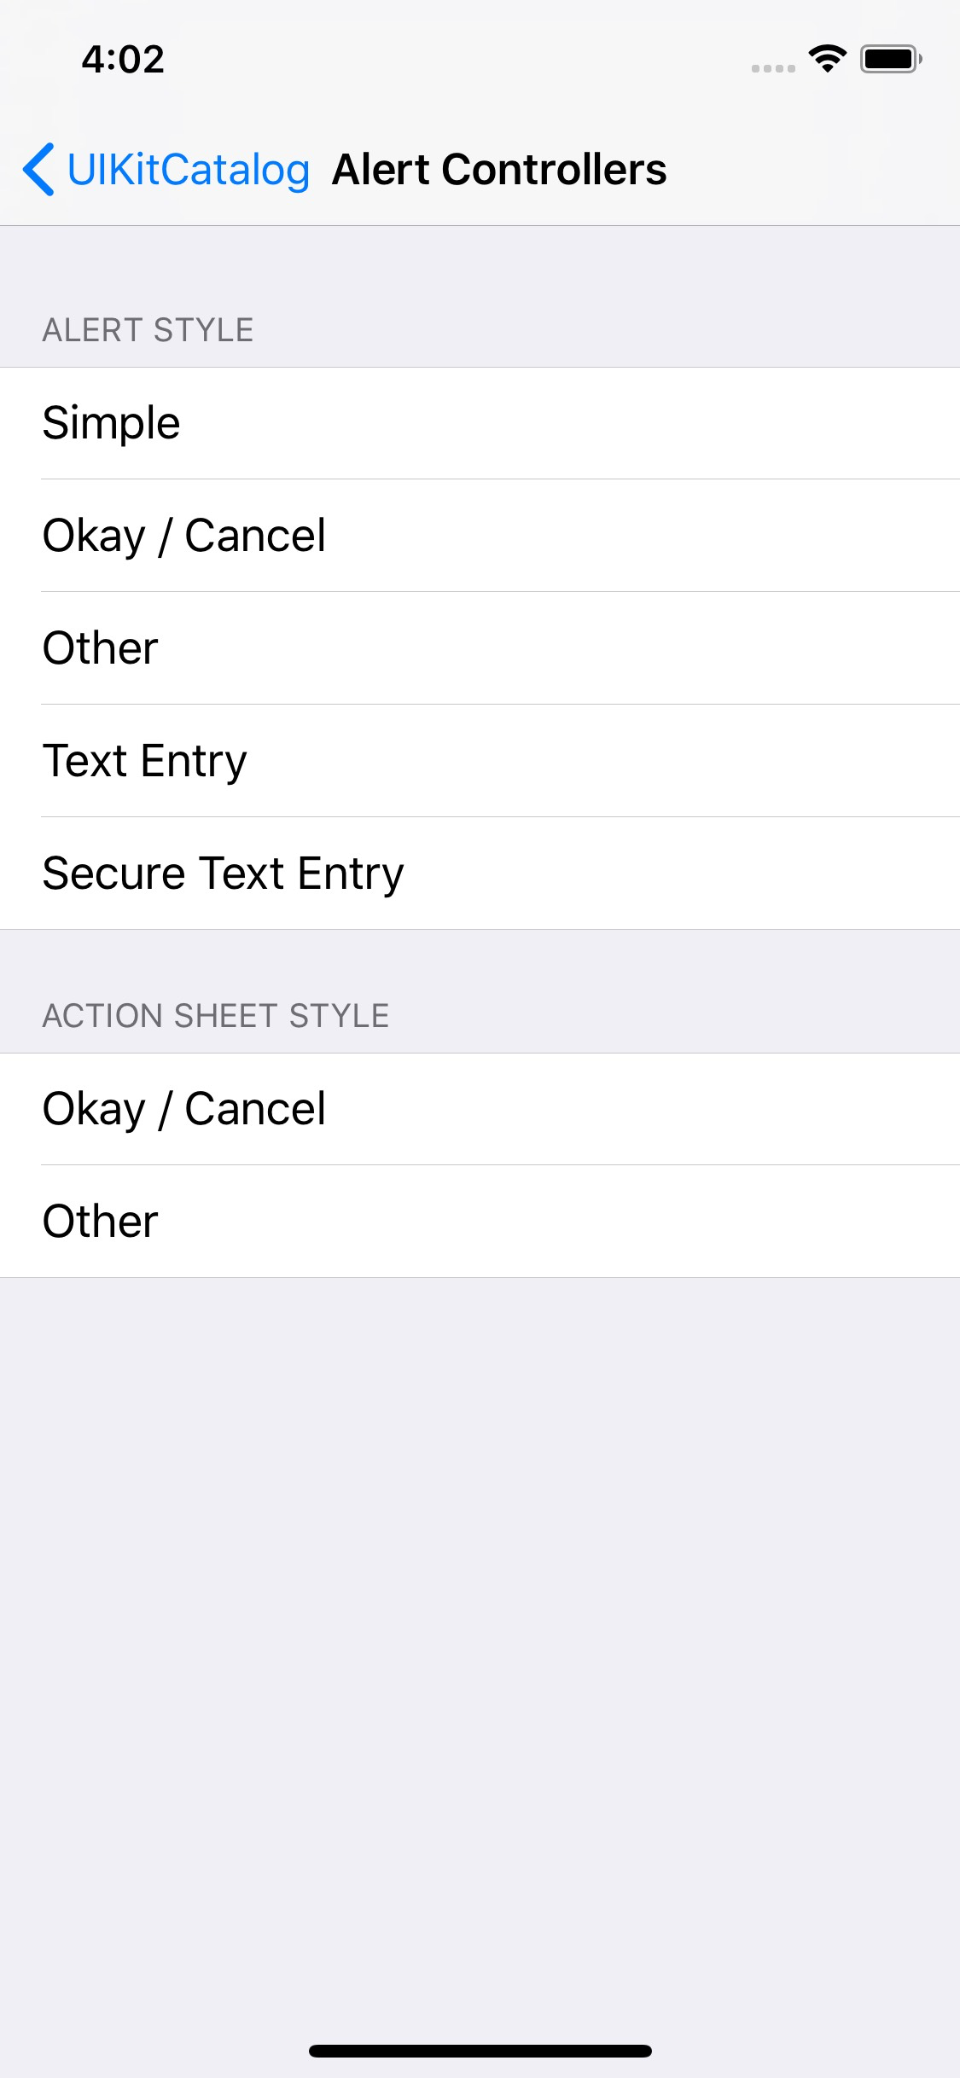 4:02
UIKitCatalog Alert Controllers
ALERT STYLE
Simple
Okay / Cancel
Other
Text Entry
Secure Text Entry
ACTION SHEET STYLE
Okay / Cancel
Other